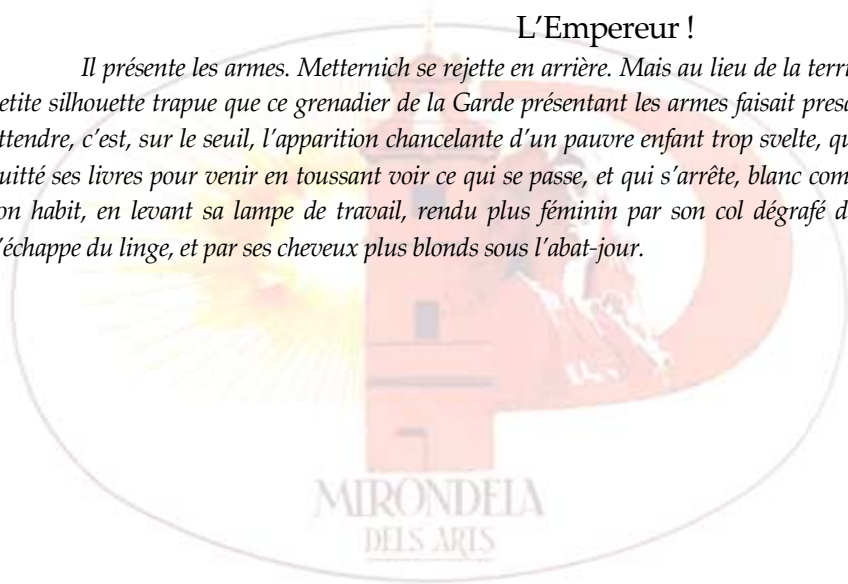 L’Empereur !
Il présente les armes. Metternich se rejette en arrière. Mais au lieu de la terri
etite silhouette trapue que ce grenadier de la Garde présentant les armes faisait presq
ttendre, c’est, sur le seuil, l’apparition chancelante d’un pauvre enfant trop svelte, qu
uitté ses livres pour venir en toussant voir ce qui se passe, et qui s’arrête, blanc com
on habit, en levant sa lampe de travail, rendu plus féminin par son col dégrafé d
’échappe du linge, et par ses cheveux plus blonds sous l’abat-jour.
MIRONDELA
DELS ARTS